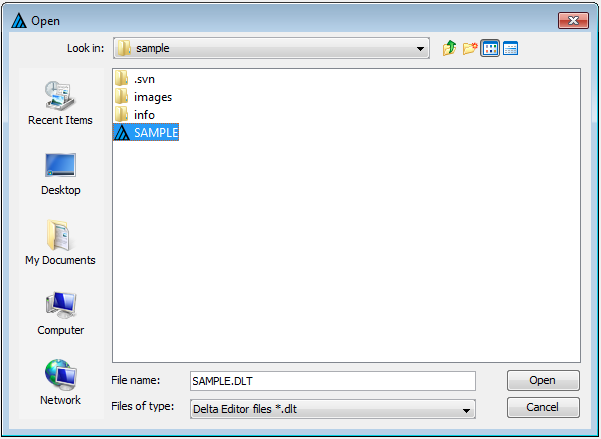 Open
Look in: sample
.svn
images
info
SAMPLE
Recent Items
Desktop
My Documents
Computer
Network
File name: SAMPLE.DLT Open
Files of type: Delta Editor files *.dlt Cancel